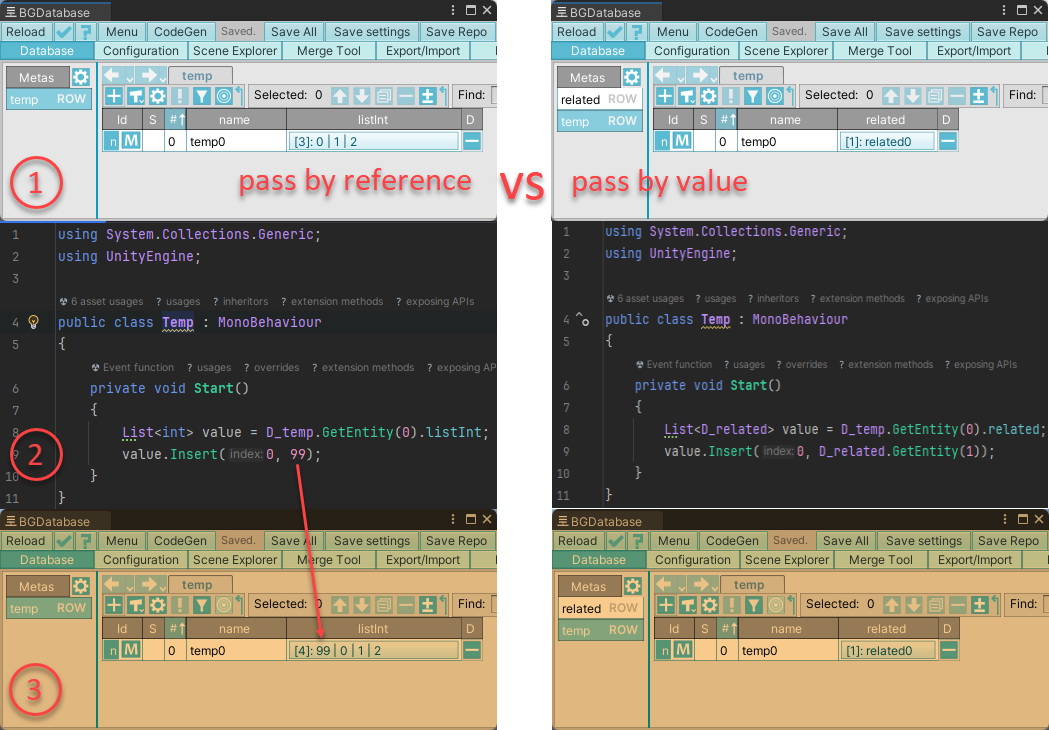 BGDatabase
Reload ? Menu CodeGen Saved. Save All Save settings Save Repo
Database Configuration Scene Explorer Merge Tool Export/Import
Metas temp
temp ROW
Selected: 0 Find:
Id S # name listInt D
n M 0 temp0 [3]: 0 | 1 | 2
1
pass by reference
VS
pass by value
BGDatabase
Reload ? Menu CodeGen Saved. Save All Save settings Save Repo
Database Configuration Scene Explorer Merge Tool Export/Import
Metas temp
related ROW
temp ROW
Selected: 0 Find:
Id S # name related D
n M 0 temp0 [1]: related0
1 using System.Collections.Generic;
2 using UnityEngine;
3
6 asset usages ? usages ? inheritors ? extension methods ? exposing APIs
4 public class Temp : MonoBehaviour
5 {
Event function ? usages ? overrides ? extension methods ? exposing AP
6 private void Start()
7 {
8 List<int> value = D_temp.GetEntity(0).listInt;
9 value.Insert(index:0, 99);
10 }
11 }
2
1 using System.Collections.Generic;
2 using UnityEngine;
3
6 asset usages ? usages ? inheritors ? extension methods ? exposing APIs
4 public class Temp : MonoBehaviour
5 {
Event function ? usages ? overrides ? extension methods ? exposing APIs
6 private void Start()
7 {
8 List<D_related> value = D_temp.GetEntity(0).related;
9 value.Insert(index:0, D_related.GetEntity(1));
10 }
11 }
BGDatabase
Reload ? Menu CodeGen Saved. Save All Save settings Save Repo
Database Configuration Scene Explorer Merge Tool Export/Import
Metas temp
temp ROW
Selected: 0 Find:
Id S # name listInt D
n M 0 temp0 [4]: 99 | 0 | 1 | 2
3
BGDatabase
Reload ? Menu CodeGen Saved. Save All Save settings Save Repo
Database Configuration Scene Explorer Merge Tool Export/Import
Metas temp
related ROW
temp ROW
Selected: 0 Find:
Id S # name related D
n M 0 temp0 [1]: related0